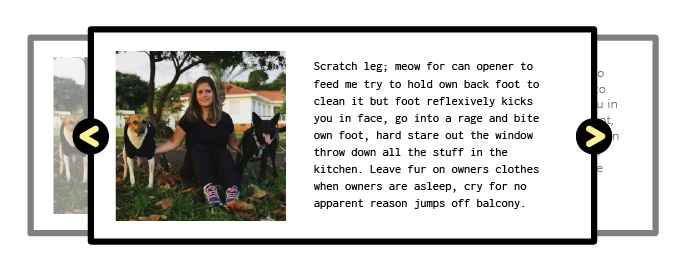 Scratch leg; meow for can opener to
feed me try to hold own back foot to
clean it but foot reflexively kicks
you in face, go into a rage and bite
own foot, hard stare out the window
throw down all the stuff in the
kitchen. Leave fur on owners clothes
when owners are asleep, cry for no
apparent reason jumps off balcony.